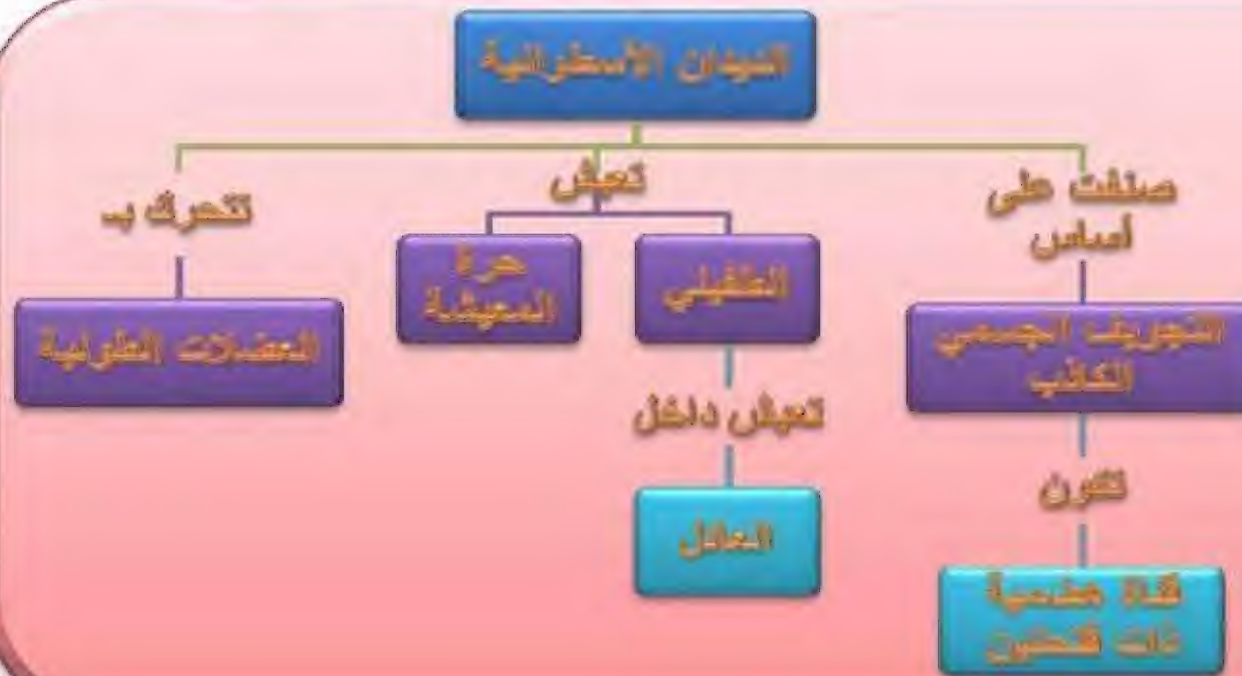 الديدان الأسطوانية
صنفت على
أساس
التجويف الجسمي
الكاذب
تكون
قناة هضمية
ذات فتحتين
تعيش
الطفيلي
تعيش داخل
العائل
حرة
المعيشة
تتحرك بـ
العضلات الطولية